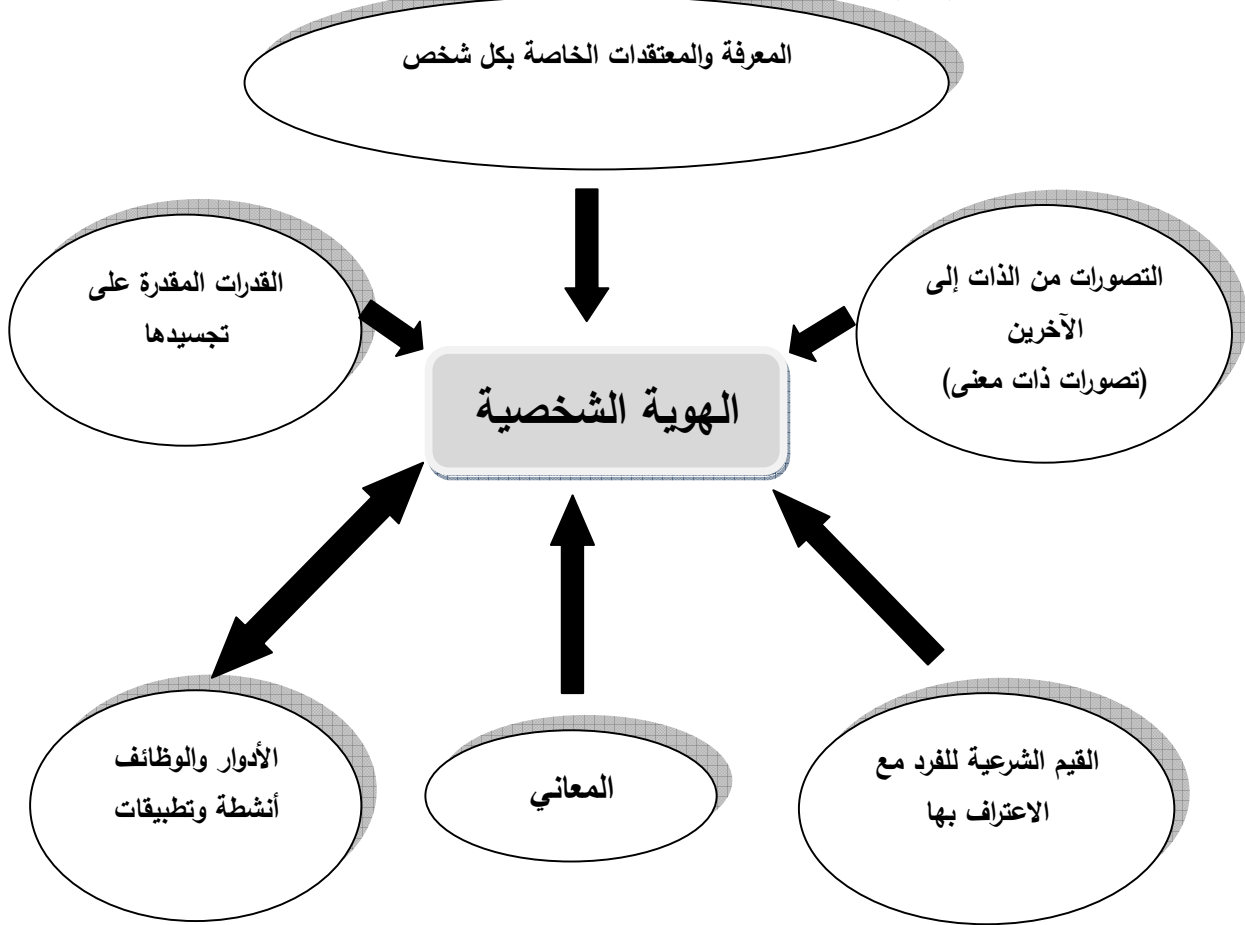 المعرفة والمعتقدات الخاصة بكل شخص
التصورات من الذات إلى
الآخرين
(تصورات ذات معنى)
القدرات المقدرة على
تجسيدها
الهوية الشخصية
القيم الشرعية للفرد مع
الاعتراف بها
المعاني
الأدوار والوظائف
أنشطة وتطبيقات